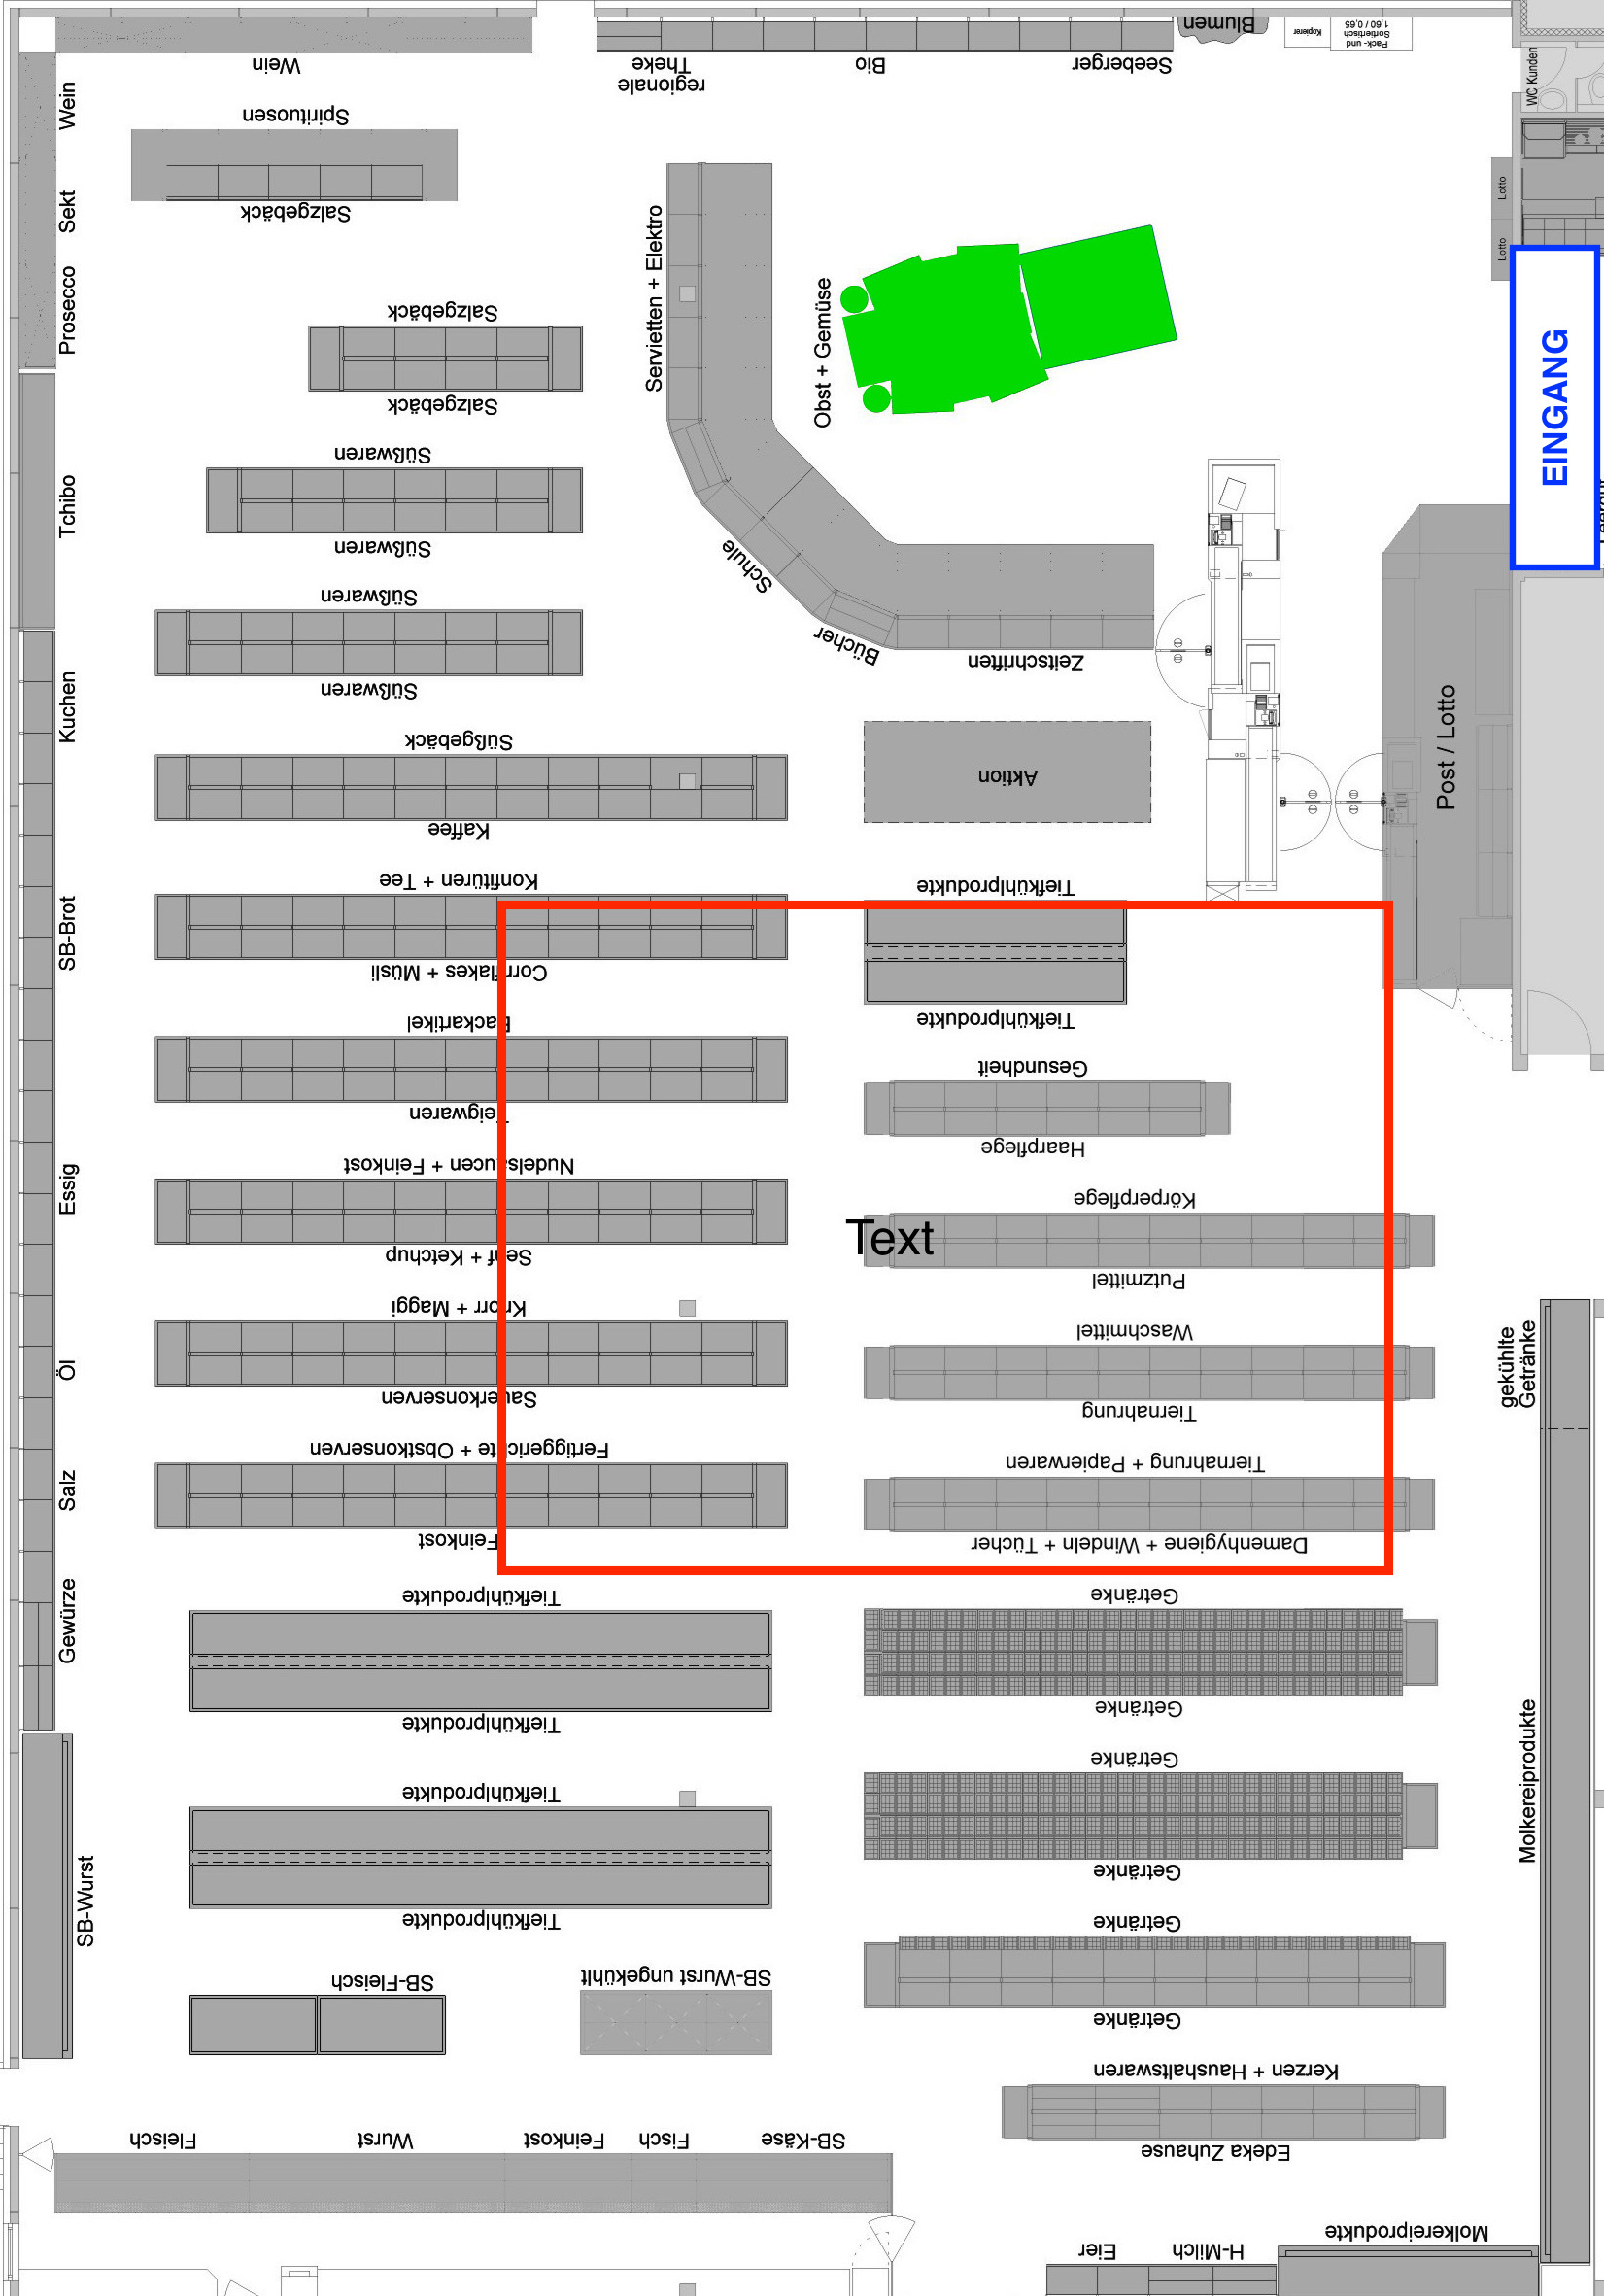 Blumen
Kopierer
Pack- und
Sortiertisch
1,60 / 0,65
WC Kunden
Wein
regionale
Theke
Bio
Seeberger
Wein
Spirituosen
Salzgebäck
Sekt
Lotto
Lotto
Prosecco
Servietten + Elektro
Obst + Gemüse
EINGANG
Salzgebäck
Salzgebäck
Tchibo
Süßwaren
Süßwaren
Schule
Bücher
Zeitschriften
Süßwaren
Süßwaren
Kuchen
Süßgebäck
Kaffee
Aktion
Post / Lotto
Konfitüren + Tee
Cornflakes + Müsli
SB-Brot
Tiefkühlprodukte
Tiefkühlprodukte
Backartikel
Teigwaren
Gesundheit
Haarpflege
Essig
Nudelsaucen + Feinkost
Senf + Ketchup
Körperpflege
Text
Putzmittel
Knorr + Maggi
Sauerkonserven
Öl
Waschmittel
Tiernahrung
gekühlte
Getränke
Fertiggerichte + Obstkonserven
Feinkost
Salz
Tiernahrung + Papierwaren
Damenhygiene + Windeln + Tücher
Gewürze
Tiefkühlprodukte
Tiefkühlprodukte
Getränke
Getränke
Molkereiprodukte
Tiefkühlprodukte
Tiefkühlprodukte
Getränke
Getränke
SB-Wurst
SB-Fleisch
SB-Wurst ungekühlt
Getränke
Getränke
Kerzen + Haushaltswaren
Edeka Zuhause
Fleisch
Wurst
Feinkost
Fisch
SB-Käse
Eier
H-Milch
Molkereiprodukte